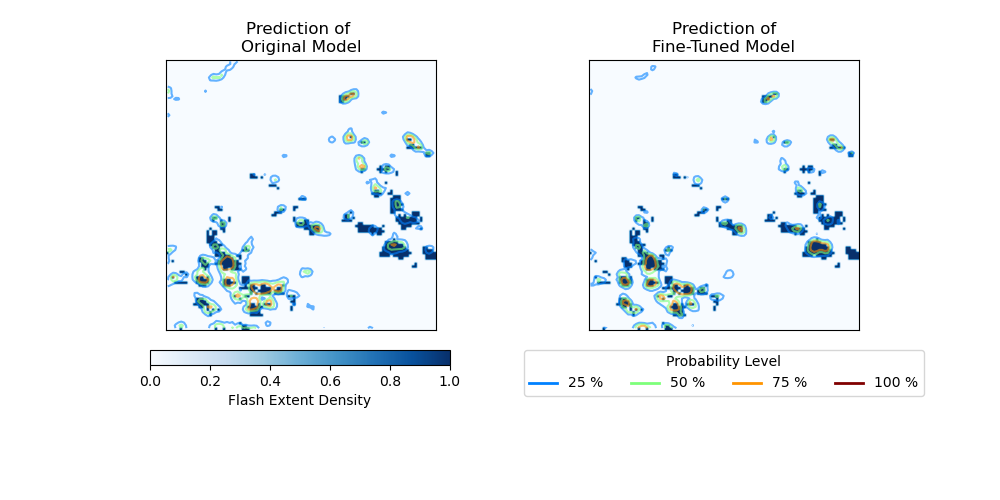 Prediction of
Original Model
Prediction of
Fine-Tuned Model
0.0 0.2 0.4 0.6 0.8 1.0
Flash Extent Density
Probability Level
25 % 50 % 75 % 100 %